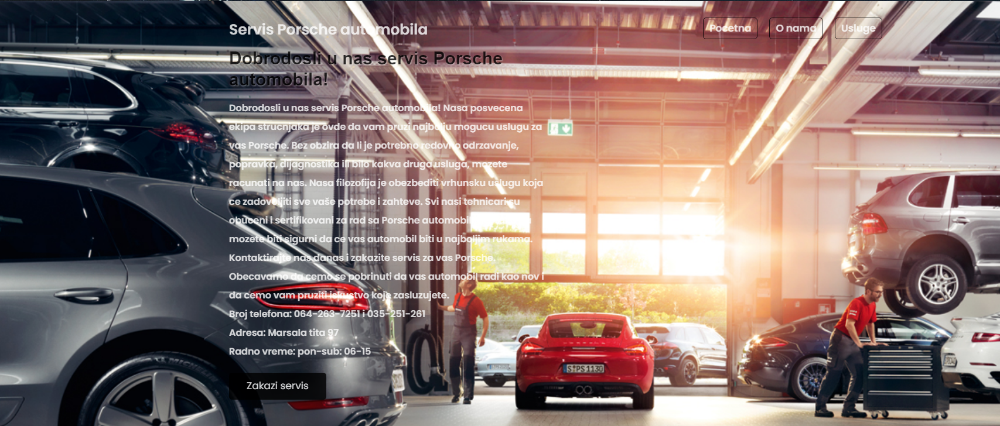 Servis Porsche automobila
Pocetna
O nama
Usluge
Dobrodosli u nas servis Porsche
automobila!
Dobrodosli u nas servis Porsche automobila! Nasa posvecena
ekipa strucnjaka je ovde da vam pruzi najbolju mogucu uslugu za
vas Porsche. Bez obzira da li je potrebno redovno odrzavanje,
popravka, dijagnostika ili bilo kakva druga usluga, mozete
racunati na nas. Nasa filozofija je obezbediti vrhunsku uslugu koja
ce zadovoljiti sve vaše potrebe i zahteve. Svi nasi tehnicari su
obuceni i sertifikovani za rad sa Porsche
mozete biti sigurni da ce vas automobil biti u najboljim rukama.
Kontaktirajte nas danas i zakazite servis za vas Porsche.
Obecavamo da cemo se pobrinuti da vas automobil radi kao nov i
da cemo vam pruziti iskustvo koje zasluzujete.
Broj telefona: 064-263-7251 i 035-251-261
Adresa: Marsala tita 97
Radno vreme: pon-sub: 06-15
MICHELIN
S PS 1130
Zakazi servis